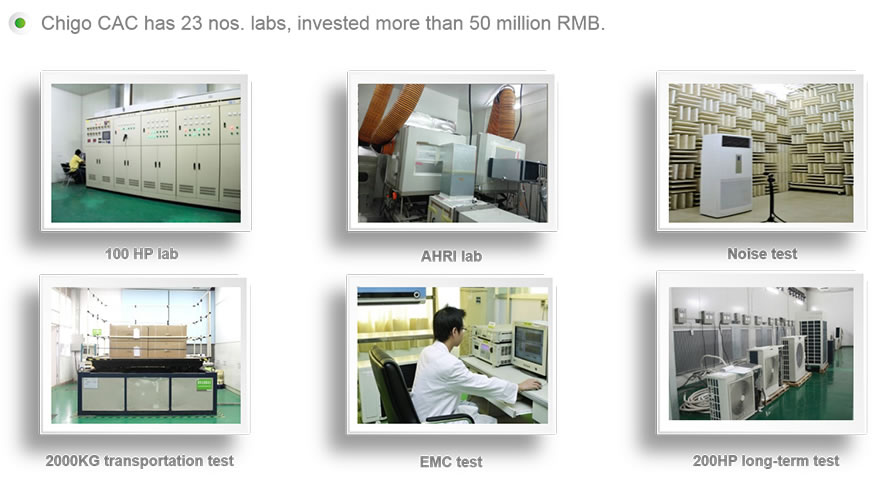 Chigo CAC has 23 nos. labs, invested more than 50 million RMB.
100 HP lab
AHRI lab
Noise test
2000KG transportation test
EMC test
200HP long-term test